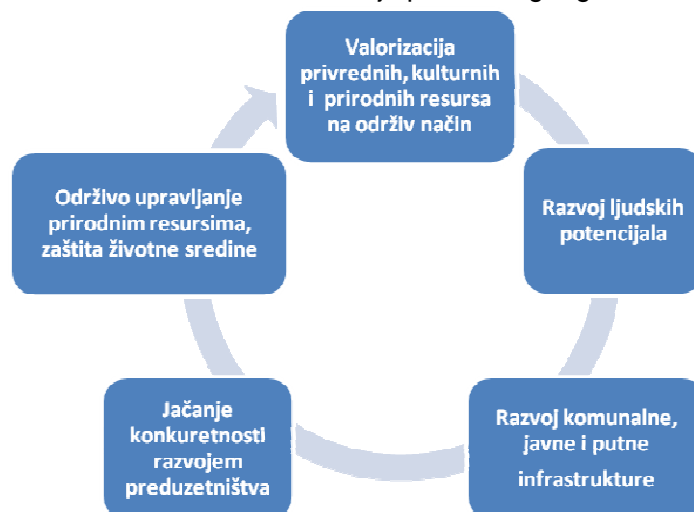 Valorizacija
privrednih, kulturnih
i prirodnih resursa
na održiv način
Razvoj ljudskih
potencijala
Razvoj komunalne,
javne i putne
infrastrukture
Jačanje
konkuretnosti
razvojem
preduzetništva
Održivo upravljanje
prirodnim resursima,
zaštita životne sredine